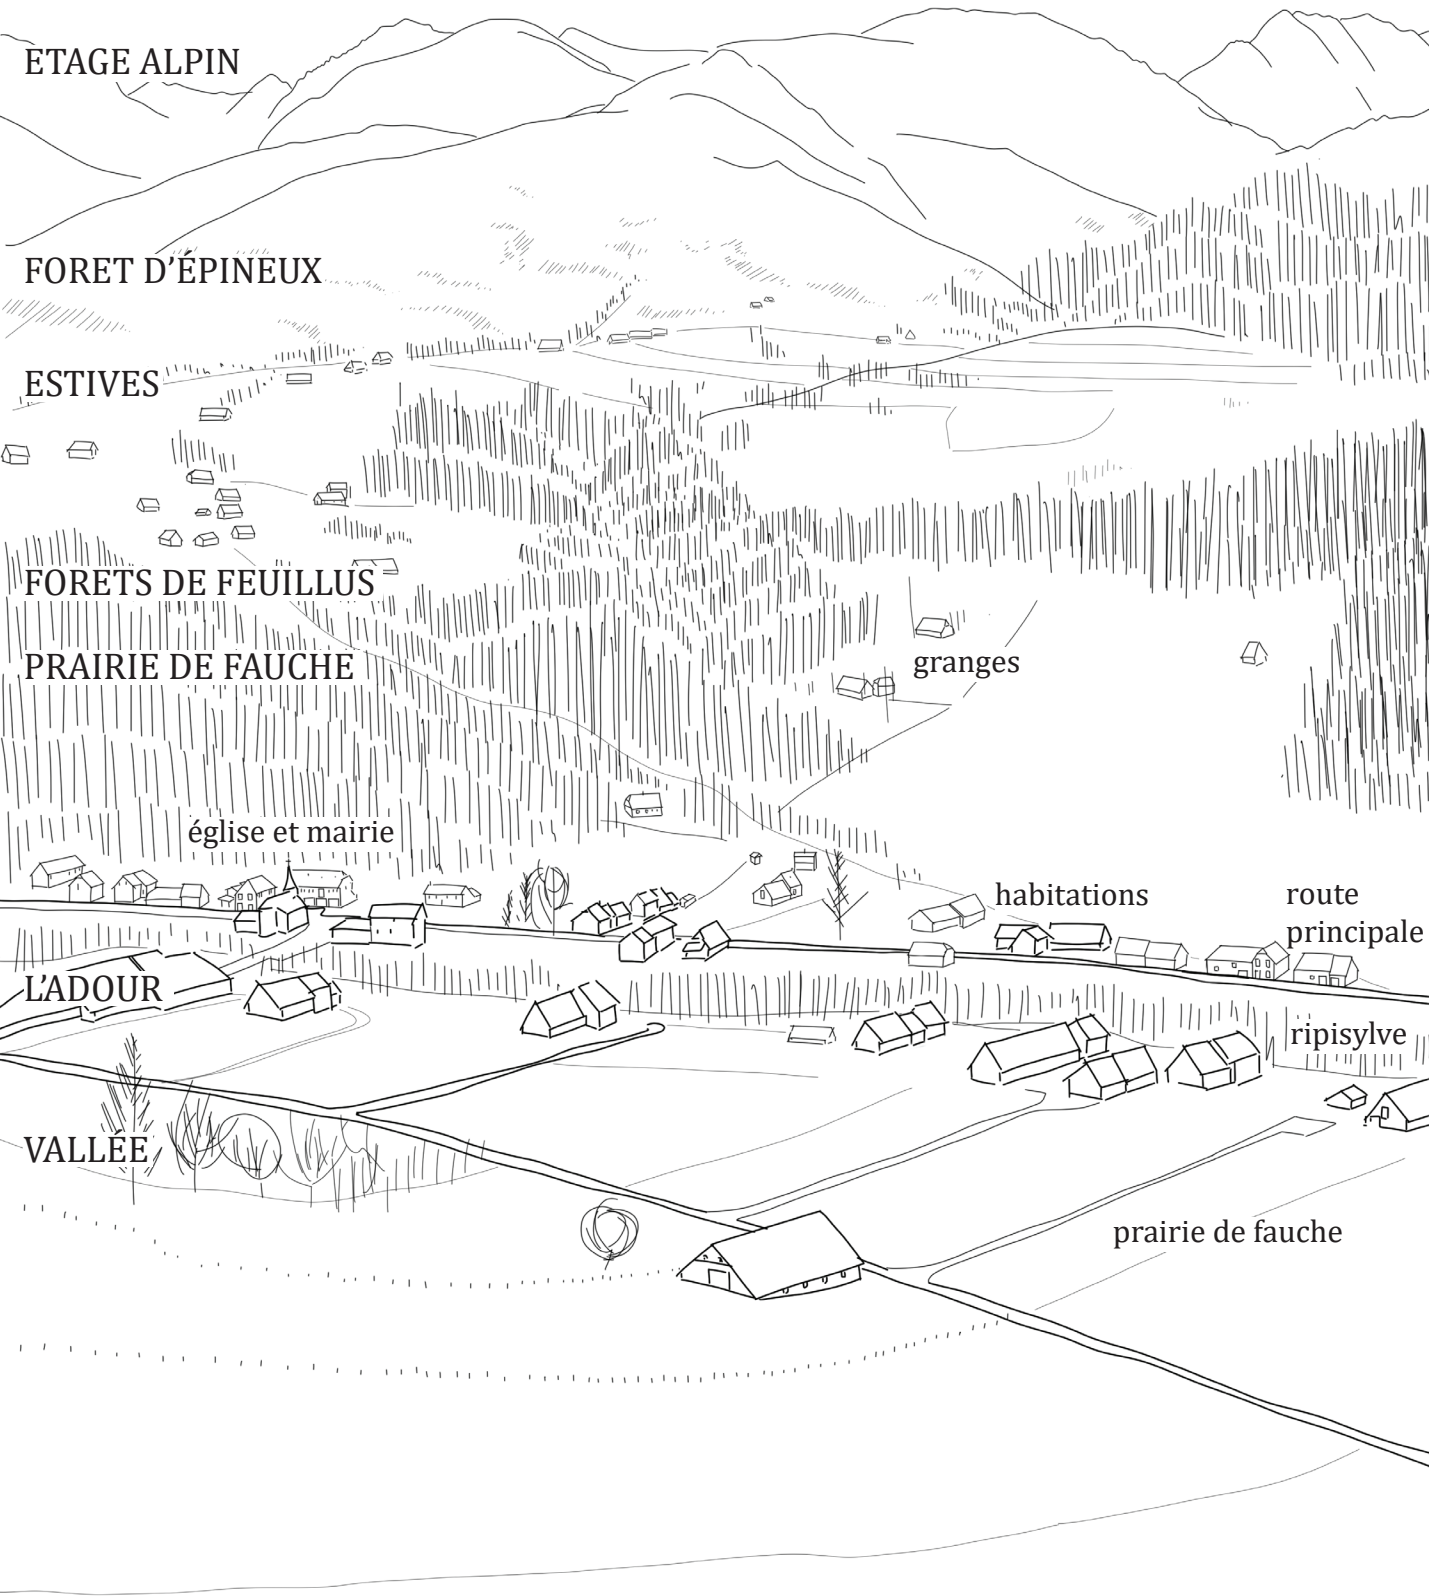 ETAGE ALPIN
FORET D’ÉPINEUX
ESTIVES
FORETS DE FEUILLUS
PRAIRIE DE FAUCHE
granges
église et mairie
habitations
route
principale
L’ADOUR
ripisylve
VALLÉE
prairie de fauche